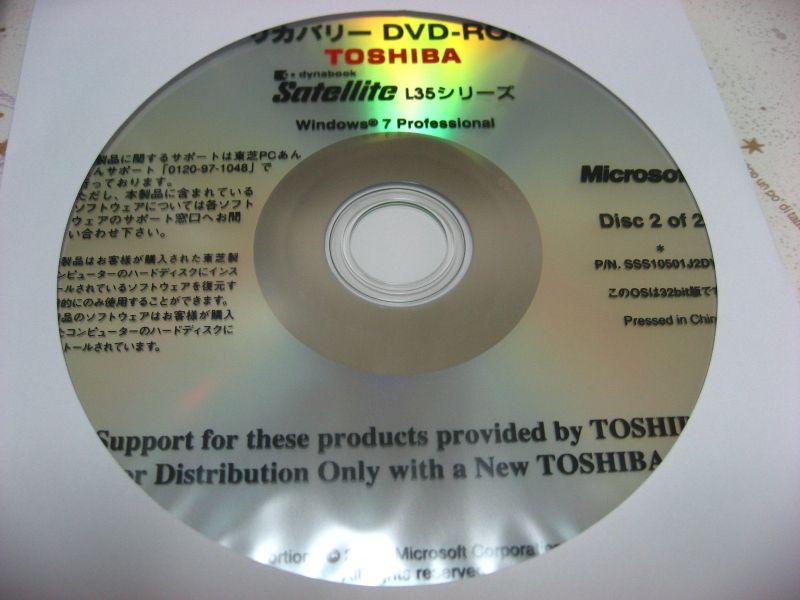 リカバリー DVD-ROM
TOSHIBA
dynabook
Satellite L35シリーズ
Windows® 7 Professional
製品に関するサポートは東芝PCあん
んサポート「0120-97-1048」で
っております。
ただし、本製品に含まれている
ソフトウェアについては各ソフト
ウェアのサポート窓口へお問
い合わせ下さい。
製品はお客様が購入された東芝製
ンピューターのハードディスクにインス
ールされているソフトウェアを復元す
的にのみ使用することができます。
品のソフトウェアはお客様が購入
たコンピューターのハードディスクに
トールされています。
Microsof
Disc 2 of 2
*
P/N. SSS10501J2DV
このOSは32bit版です
Pressed in Chin
Support for these products provided by TOSHI
or Distribution Only with a New TOSHIBA
ortion © Microsoft Corporat
All rights reserve